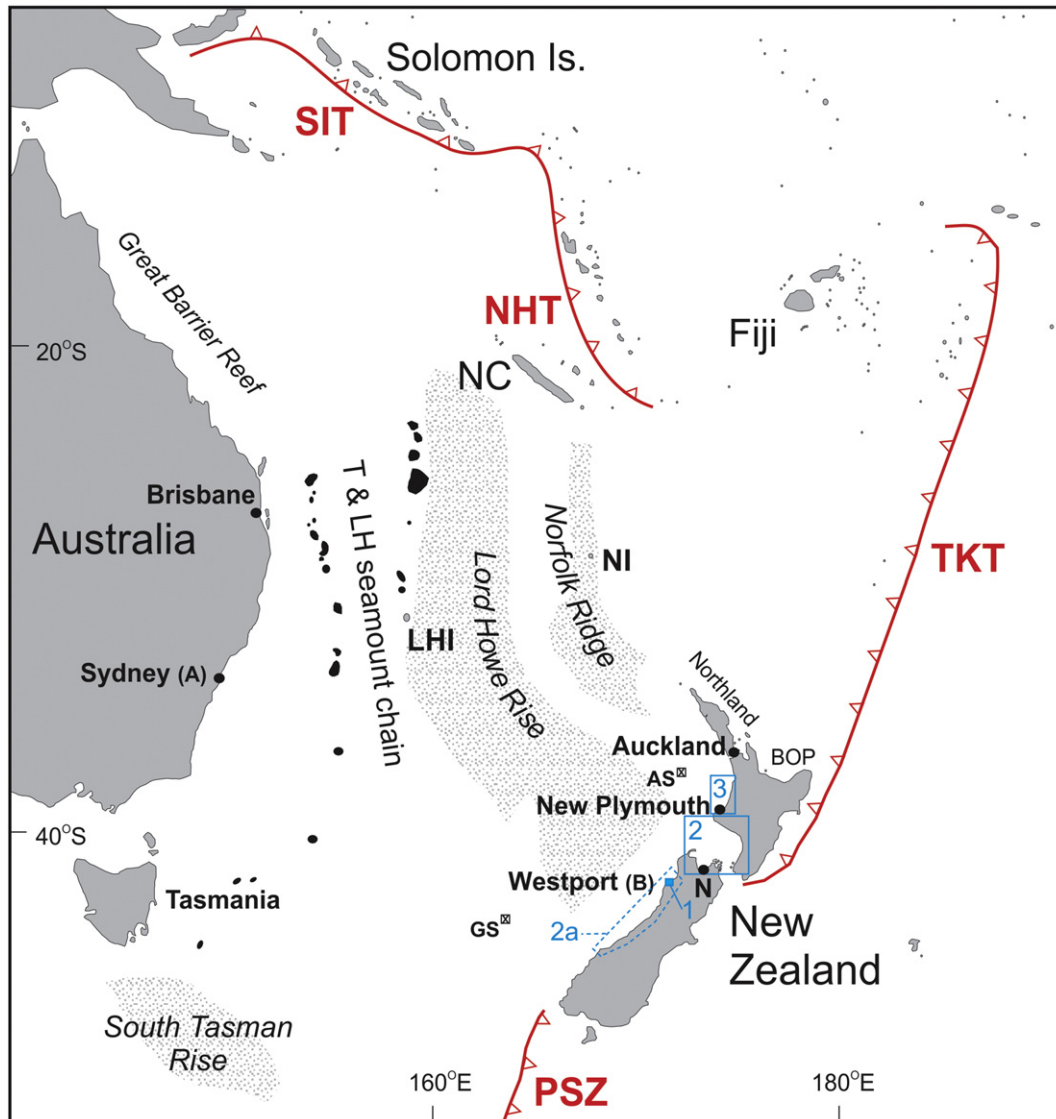 Solomon Is.
SIT
Great Barrier Reef
NHT
Fiji
20°S
NC
T & LH seamount chain
Brisbane
Australia
Lord Howe Rise
Norfolk Ridge
NI
TKT
LHI
Sydney (A)
Northland
Auckland
BOP
AS
3
New Plymouth
2
40°S
Westport (B)
N
1
Tasmania
GS
2a
New
Zealand
South Tasman
Rise
160°E
180°E
PSZ